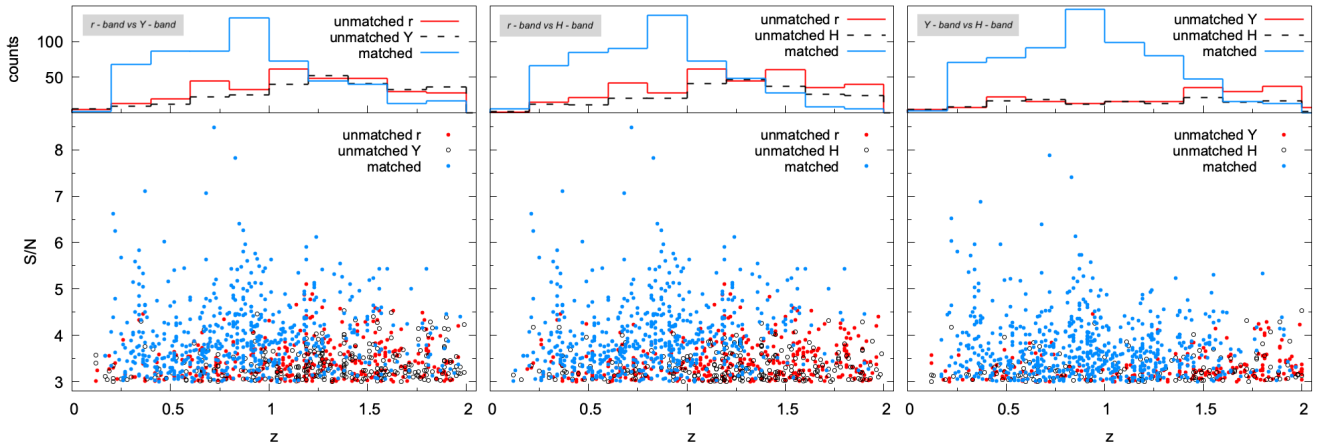 r - band vs Y - band
unmatched r
unmatched Y
matched
r - band vs H - band
unmatched r
unmatched H
matched
Y - band vs H - band
unmatched Y
unmatched H
matched
counts
100
50
unmatched r
unmatched Y
matched
unmatched r
unmatched H
matched
unmatched Y
unmatched H
matched
S/N
8
7
6
5
4
3
0 0.5 1 1.5 2
0 0.5 1 1.5 2
0 0.5 1 1.5 2
z
z
z